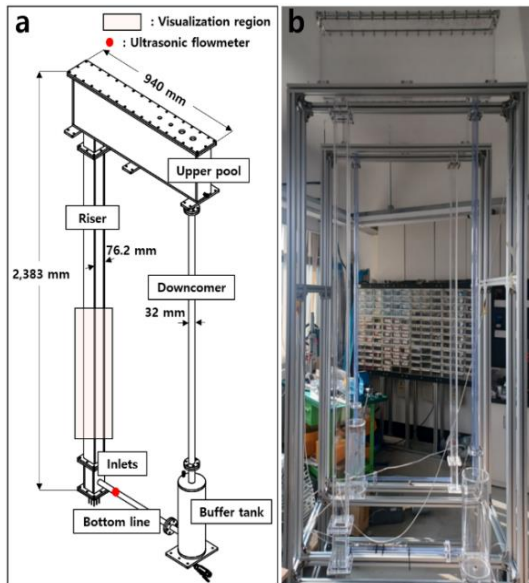 a
: Visualization region
: Ultrasonic flowmeter
940 mm
Upper pool
Riser
76.2 mm
2,383 mm
Downcomer
32 mm
Inlets
Bottom line
Buffer tank
b